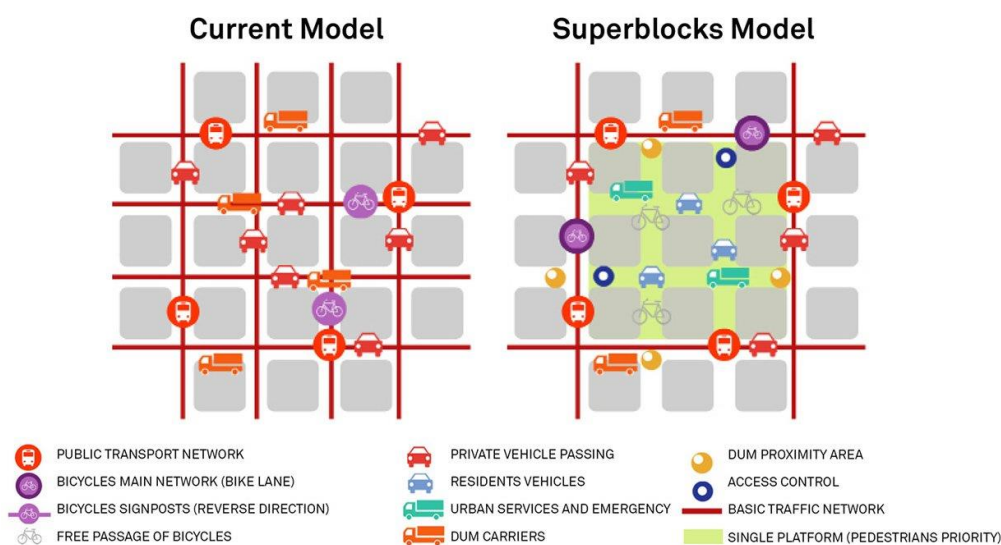 Current Model
Superblocks Model
PUBLIC TRANSPORT NETWORK
BICYCLES MAIN NETWORK (BIKE LANE)
BICYCLES SIGNPOSTS (REVERSE DIRECTION)
FREE PASSAGE OF BICYCLES
PRIVATE VEHICLE PASSING
RESIDENTS VEHICLES
URBAN SERVICES AND EMERGENCY
DUM CARRIERS
DUM PROXIMITY AREA
ACCESS CONTROL
BASIC TRAFFIC NETWORK
SINGLE PLATFORM (PEDESTRIANS PRIORITY)